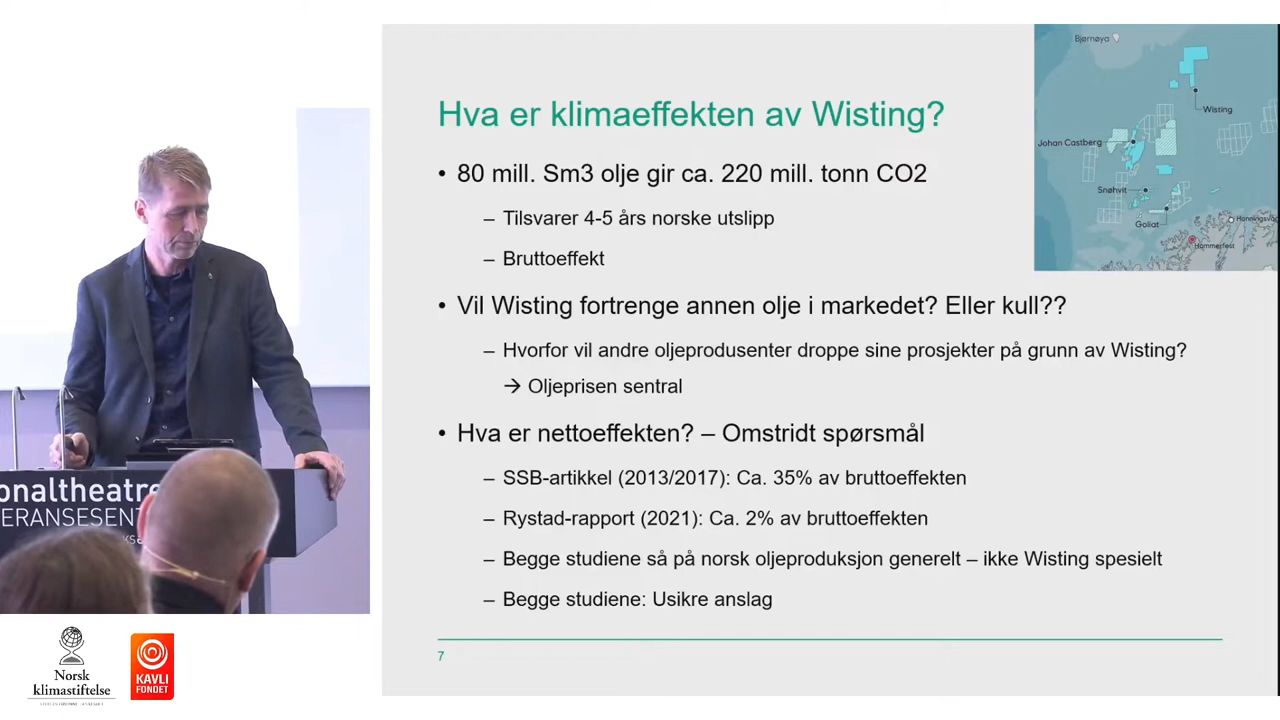 Hva er klimaeffekten av Wisting?
• 80 mill. Sm3 olje gir ca. 220 mill. tonn CO2
– Tilsvarer 4-5 års norske utslipp
– Bruttoeffekt
• Vil Wisting fortrenge annen olje i markedet? Eller kull??
– Hvorfor vil andre oljeprodusenter droppe sine prosjekter på grunn av Wisting?
→ Oljeprisen sentral
• Hva er nettoeffekten? – Omstridt spørsmål
– SSB-artikkel (2013/2017): Ca. 35% av bruttoeffekten
– Rystad-rapport (2021): Ca. 2% av bruttoeffekten
– Begge studiene så på norsk oljeproduksjon generelt – ikke Wisting spesielt
– Begge studiene: Usikre anslag
7
Bjørnøya
Wisting
Johan Castberg
Snøhvit
Goliat
Honningsvåg
Hammerfest
onaltheatre
ERANSESENT
Norsk
klimastiftelse
KAVLI
FONDET